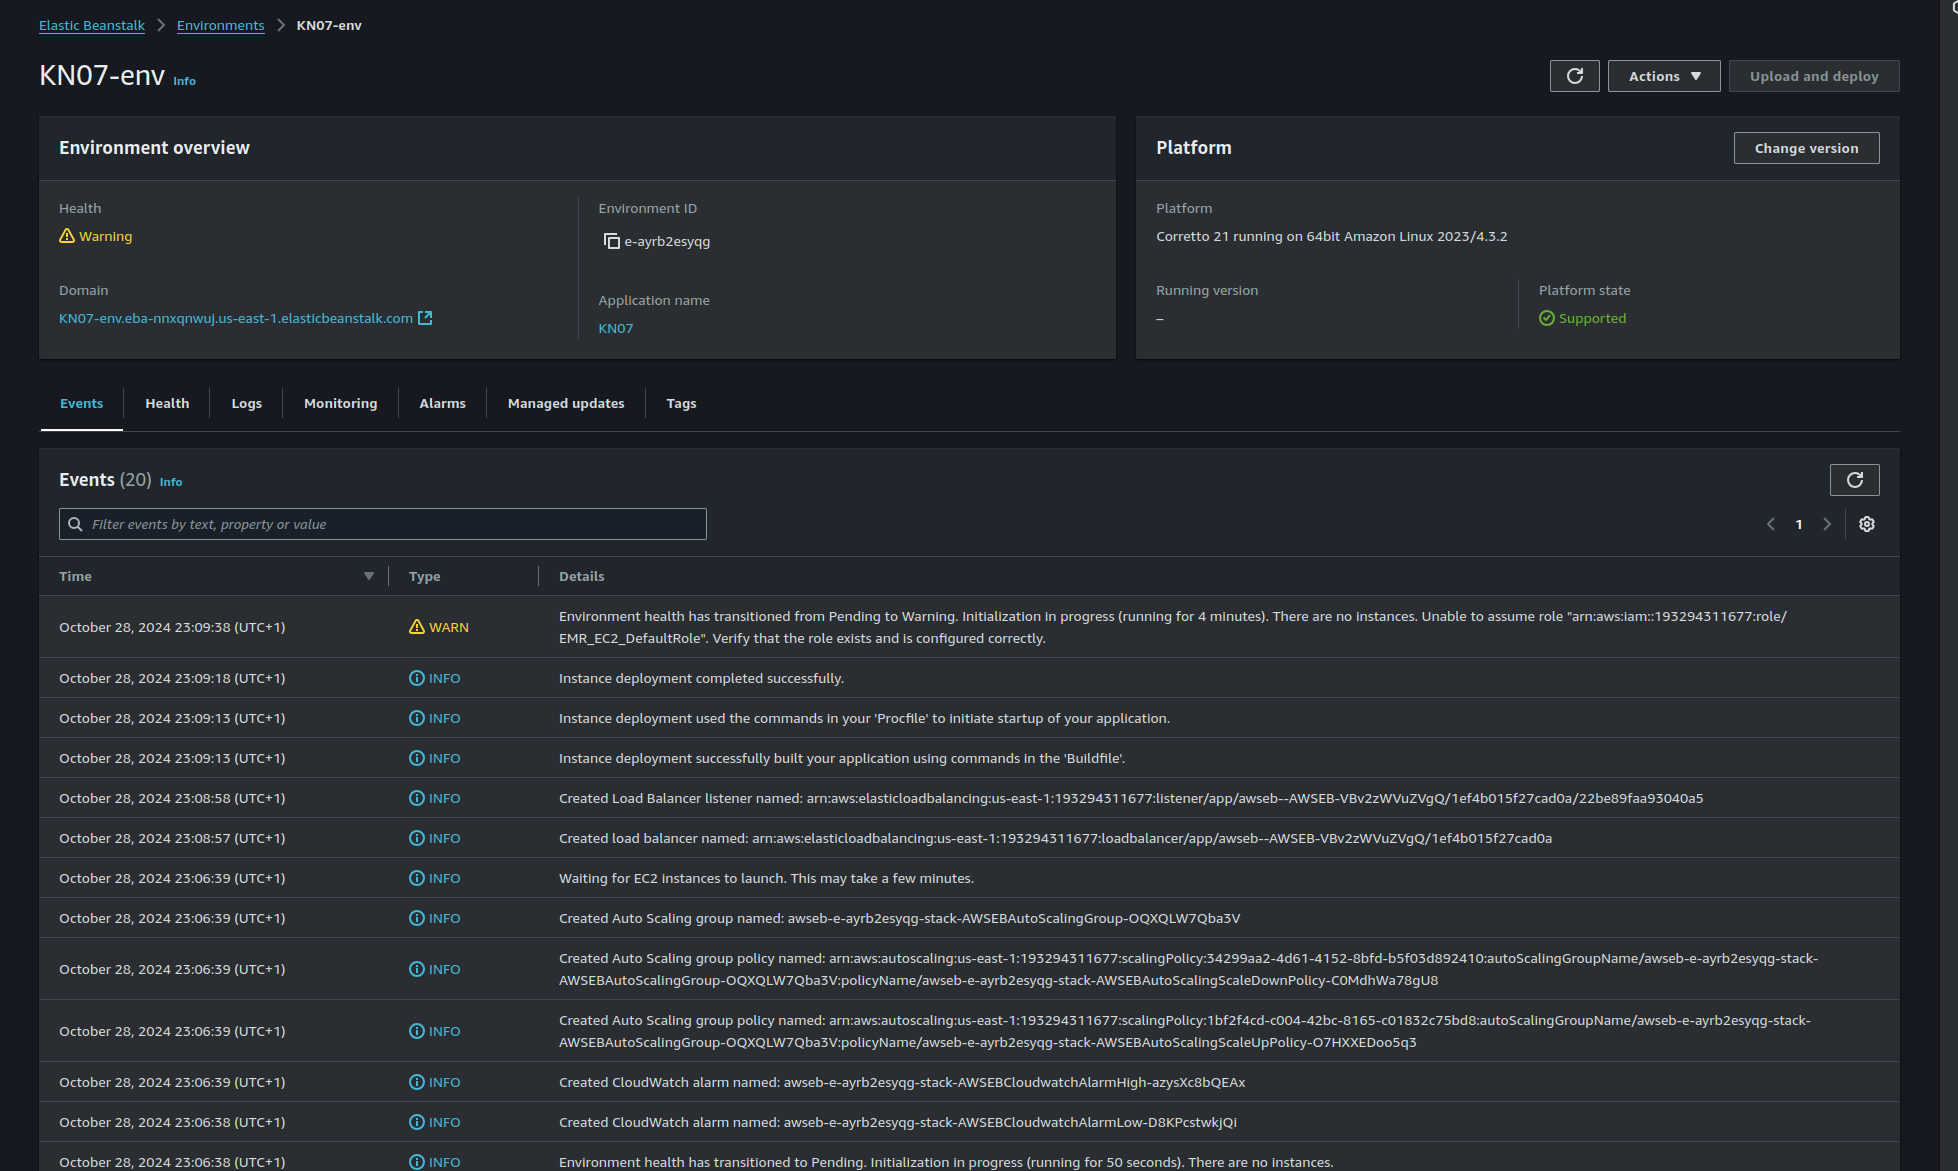 Elastic Beanstalk > Environments > KN07-env
KN07-env Info
Actions Upload and deploy
Environment overview
Health
Warning
Domain
KN07-env.eba-nnxqnwuj.us-east-1.elasticbeanstalk.com
Environment ID
e-ayrb2esyqg
Application name
KN07
Platform
Change version
Platform
Corretto 21 running on 64bit Amazon Linux 2023/4.3.2
Running version
–
Platform state
Supported
Events Health Logs Monitoring Alarms Managed updates Tags
Events (20) Info
Filter events by text, property or value
1
Time Type Details
October 28, 2024 23:09:38 (UTC+1) WARN Environment health has transitioned from Pending to Warning. Initialization in progress (running for 4 minutes). There are no instances. Unable to assume role "arn:aws:iam::193294311677:role/
EMR_EC2_DefaultRole". Verify that the role exists and is configured correctly.
October 28, 2024 23:09:18 (UTC+1) INFO Instance deployment completed successfully.
October 28, 2024 23:09:13 (UTC+1) INFO Instance deployment used the commands in your 'Procfile' to initiate startup of your application.
October 28, 2024 23:09:13 (UTC+1) INFO Instance deployment successfully built your application using commands in the 'Buildfile'.
October 28, 2024 23:08:58 (UTC+1) INFO Created Load Balancer listener named: arn:aws:elasticloadbalancing:us-east-1:193294311677:listener/app/awseb--AWSEB-VBv2zWVuZVgQ/1ef4b015f27cad0a/22be89faa93040a5
October 28, 2024 23:08:57 (UTC+1) INFO Created load balancer named: arn:aws:elasticloadbalancing:us-east-1:193294311677:loadbalancer/app/awseb--AWSEB-VBv2zWVuZVgQ/1ef4b015f27cad0a
October 28, 2024 23:06:39 (UTC+1) INFO Waiting for EC2 instances to launch. This may take a few minutes.
October 28, 2024 23:06:39 (UTC+1) INFO Created Auto Scaling group named: awseb-e-ayrb2esyqg-stack-AWSEBAutoScalingGroup-OQXQLW7Qba3V
October 28, 2024 23:06:39 (UTC+1) INFO Created Auto Scaling group policy named: arn:aws:autoscaling:us-east-1:193294311677:scalingPolicy:34299aa2-4d61-4152-8bfd-b5f03d892410:autoScalingGroupName/awseb-e-ayrb2esyqg-stack-
AWSEBAutoScalingGroup-OQXQLW7Qba3V:policyName/awseb-e-ayrb2esyqg-stack-AWSEBAutoScalingScaleDownPolicy-C0MdhWa78gU8
October 28, 2024 23:06:39 (UTC+1) INFO Created Auto Scaling group policy named: arn:aws:autoscaling:us-east-1:193294311677:scalingPolicy:1bf2f4cd-c004-42bc-8165-c01832c75bd8:autoScalingGroupName/awseb-e-ayrb2esyqg-stack-
AWSEBAutoScalingGroup-OQXQLW7Qba3V:policyName/awseb-e-ayrb2esyqg-stack-AWSEBAutoScalingScaleUpPolicy-O7HXXEDoo5q3
October 28, 2024 23:06:39 (UTC+1) INFO Created CloudWatch alarm named: awseb-e-ayrb2esyqg-stack-AWSEBCloudwatchAlarmHigh-azysXc8bQEAx
October 28, 2024 23:06:38 (UTC+1) INFO Created CloudWatch alarm named: awseb-e-ayrb2esyqg-stack-AWSEBCloudwatchAlarmLow-D8KPcstwkjQI
October 28, 2024 23:06:38 (UTC+1) INFO Environment health has transitioned to Pending. Initialization in progress (running for 50 seconds). There are no instances.